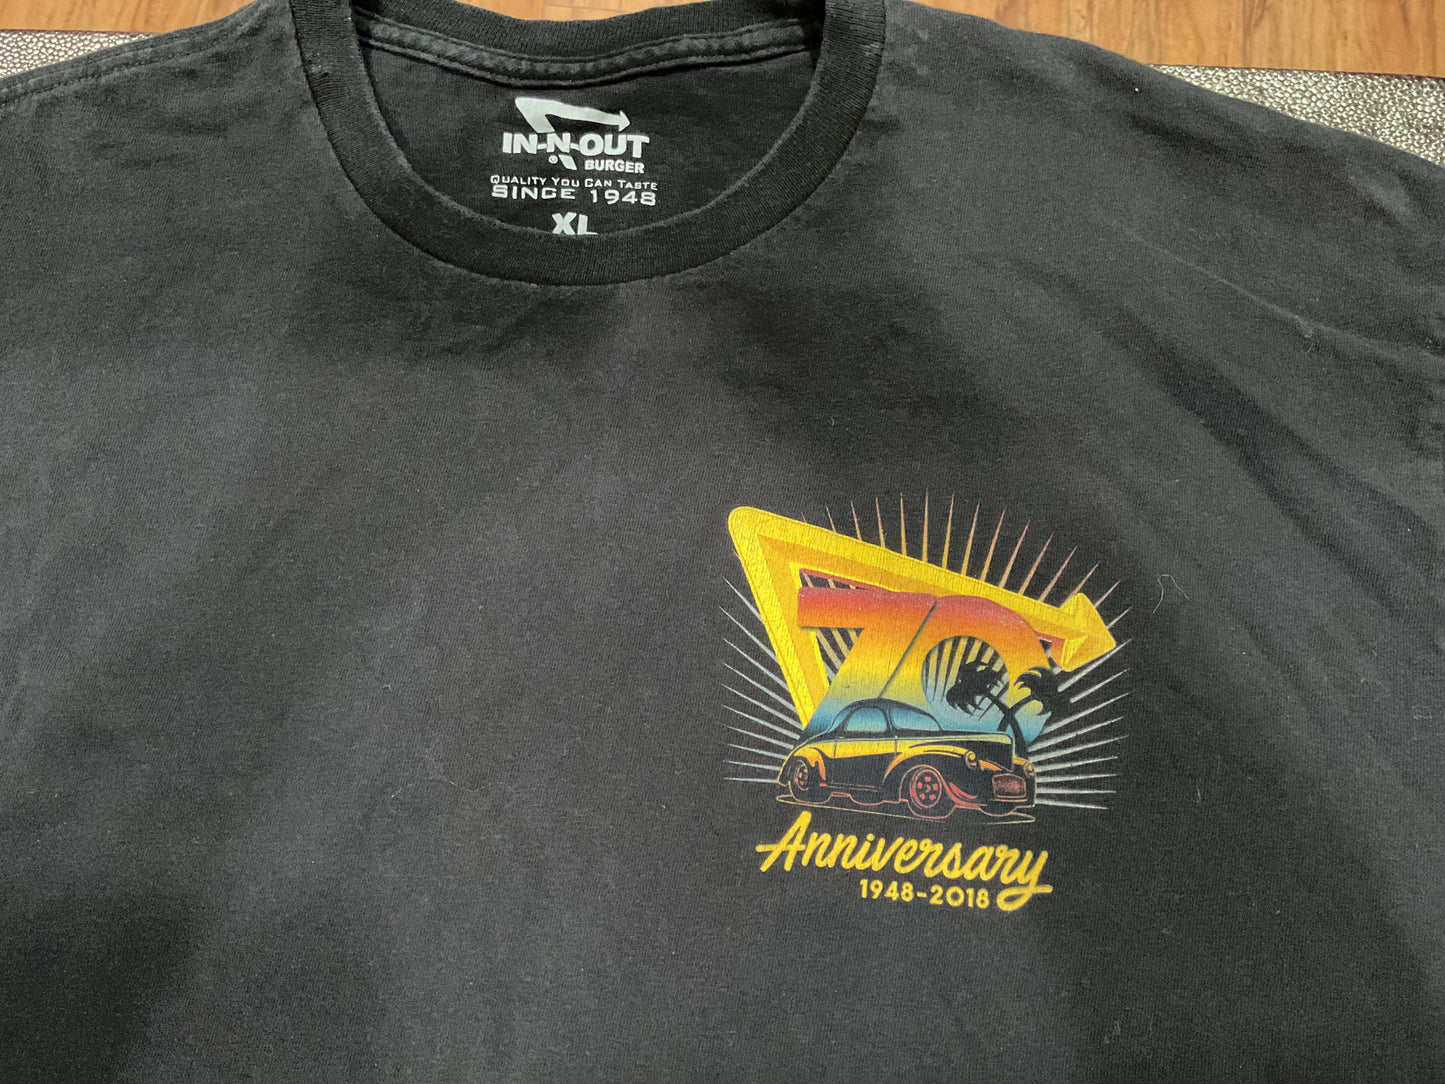 IN-N-OUT
® BURGER
QUALITY YOU CAN TASTE
SINCE 1948
XL
70
Anniversary
1948-2018